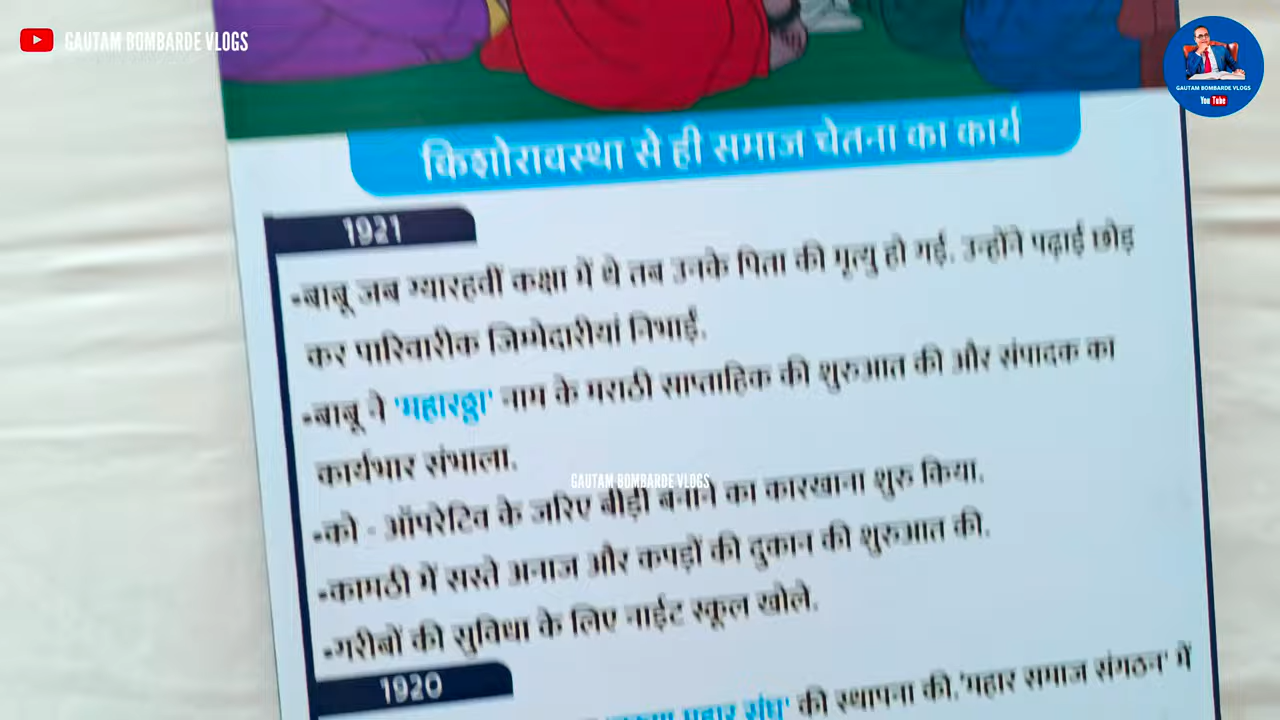 GAUTAM BOMBARDE VLOGS
GAUTAM BOMBARDE VLOGS
You Tube
किशोरावस्था से ही समाज चेतना का कार्य
1921
•बाबू जब ग्यारहवीं कक्षा में थे तब उनके पिता की मृत्यु हो गई. उन्होंने पढ़ाई छोड़
कर पारिवारीक जिम्मेदारीयां निभाईं.
•बाबू ने 'महारठ्ठा' नाम के मराठी साप्ताहिक की शुरुआत की और संपादक का
कार्यभार संभाला.
GAUTAM BOMBARDE VLOGS
•को - ऑपरेटिव के जरिए बीड़ी बनाने का कारखाना शुरु किया.
•कामठी में सस्ते अनाज और कपड़ों की दुकान की शुरुआत की.
•गरीबों की सुविधा के लिए नाईट स्कूल खोले.
1920
महार संघ' की स्थापना की.'महार समाज संगठन' में